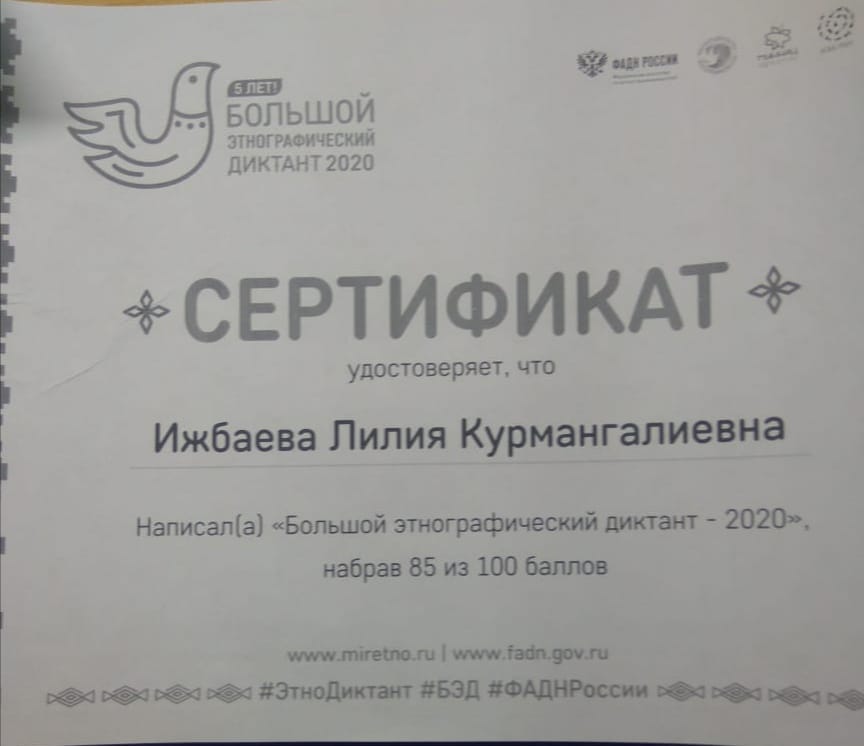 5 ЛЕТ!
БОЛЬШОЙ
ЭТНОГРАФИЧЕСКИЙ
ДИКТАНТ 2020
ФАДН РОССИИ
СЕРТИФИКАТ
удостоверяет, что
Ижбаева Лилия Курмангалиевна
Написал(а) «Большой этнографический диктант - 2020»,
набрав 85 из 100 баллов
www.miretno.ru | www.fadn.gov.ru
#ЭтноДиктант #БЭД #ФАДНРоссии